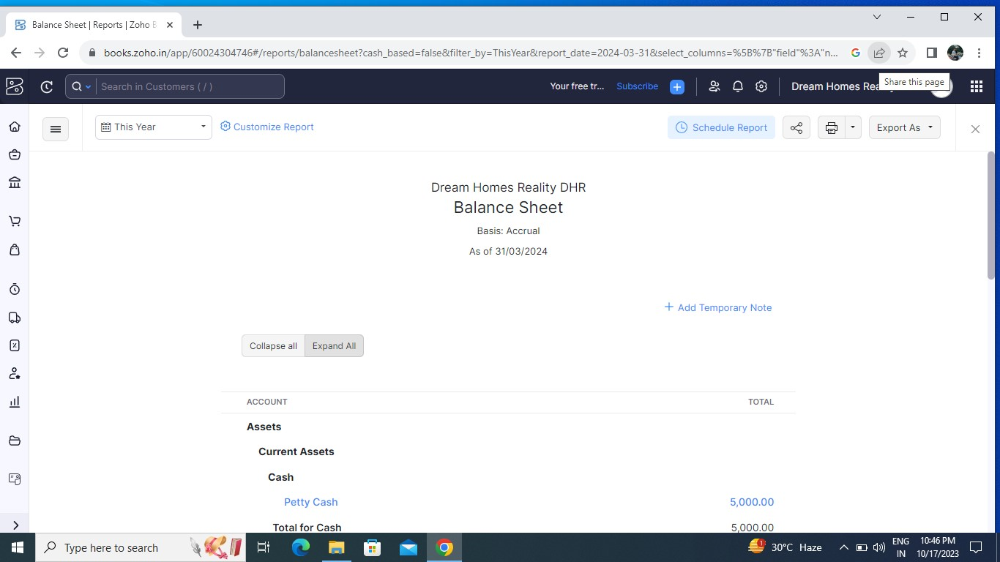 Balance Sheet | Reports | Zoho B
books.zoho.in/app/60024304746#/reports/balancesheet?cash_based=false&filter_by=ThisYear&report_date=2024-03-31&select_columns=%5B%7B"field"%3A"n...
Search in Customers ( / )
Your free tr...
Subscribe
Dream Homes Rea
Share this page
This Year
Customize Report
Schedule Report
Export As
Dream Homes Reality DHR
Balance Sheet
Basis: Accrual
As of 31/03/2024
Add Temporary Note
Collapse all
Expand All
ACCOUNT TOTAL
Assets
Current Assets
Cash
Petty Cash 5,000.00
Total for Cash 5,000.00
Type here to search
1
30°C Haze
ENG
IN
10:46 PM
10/17/2023